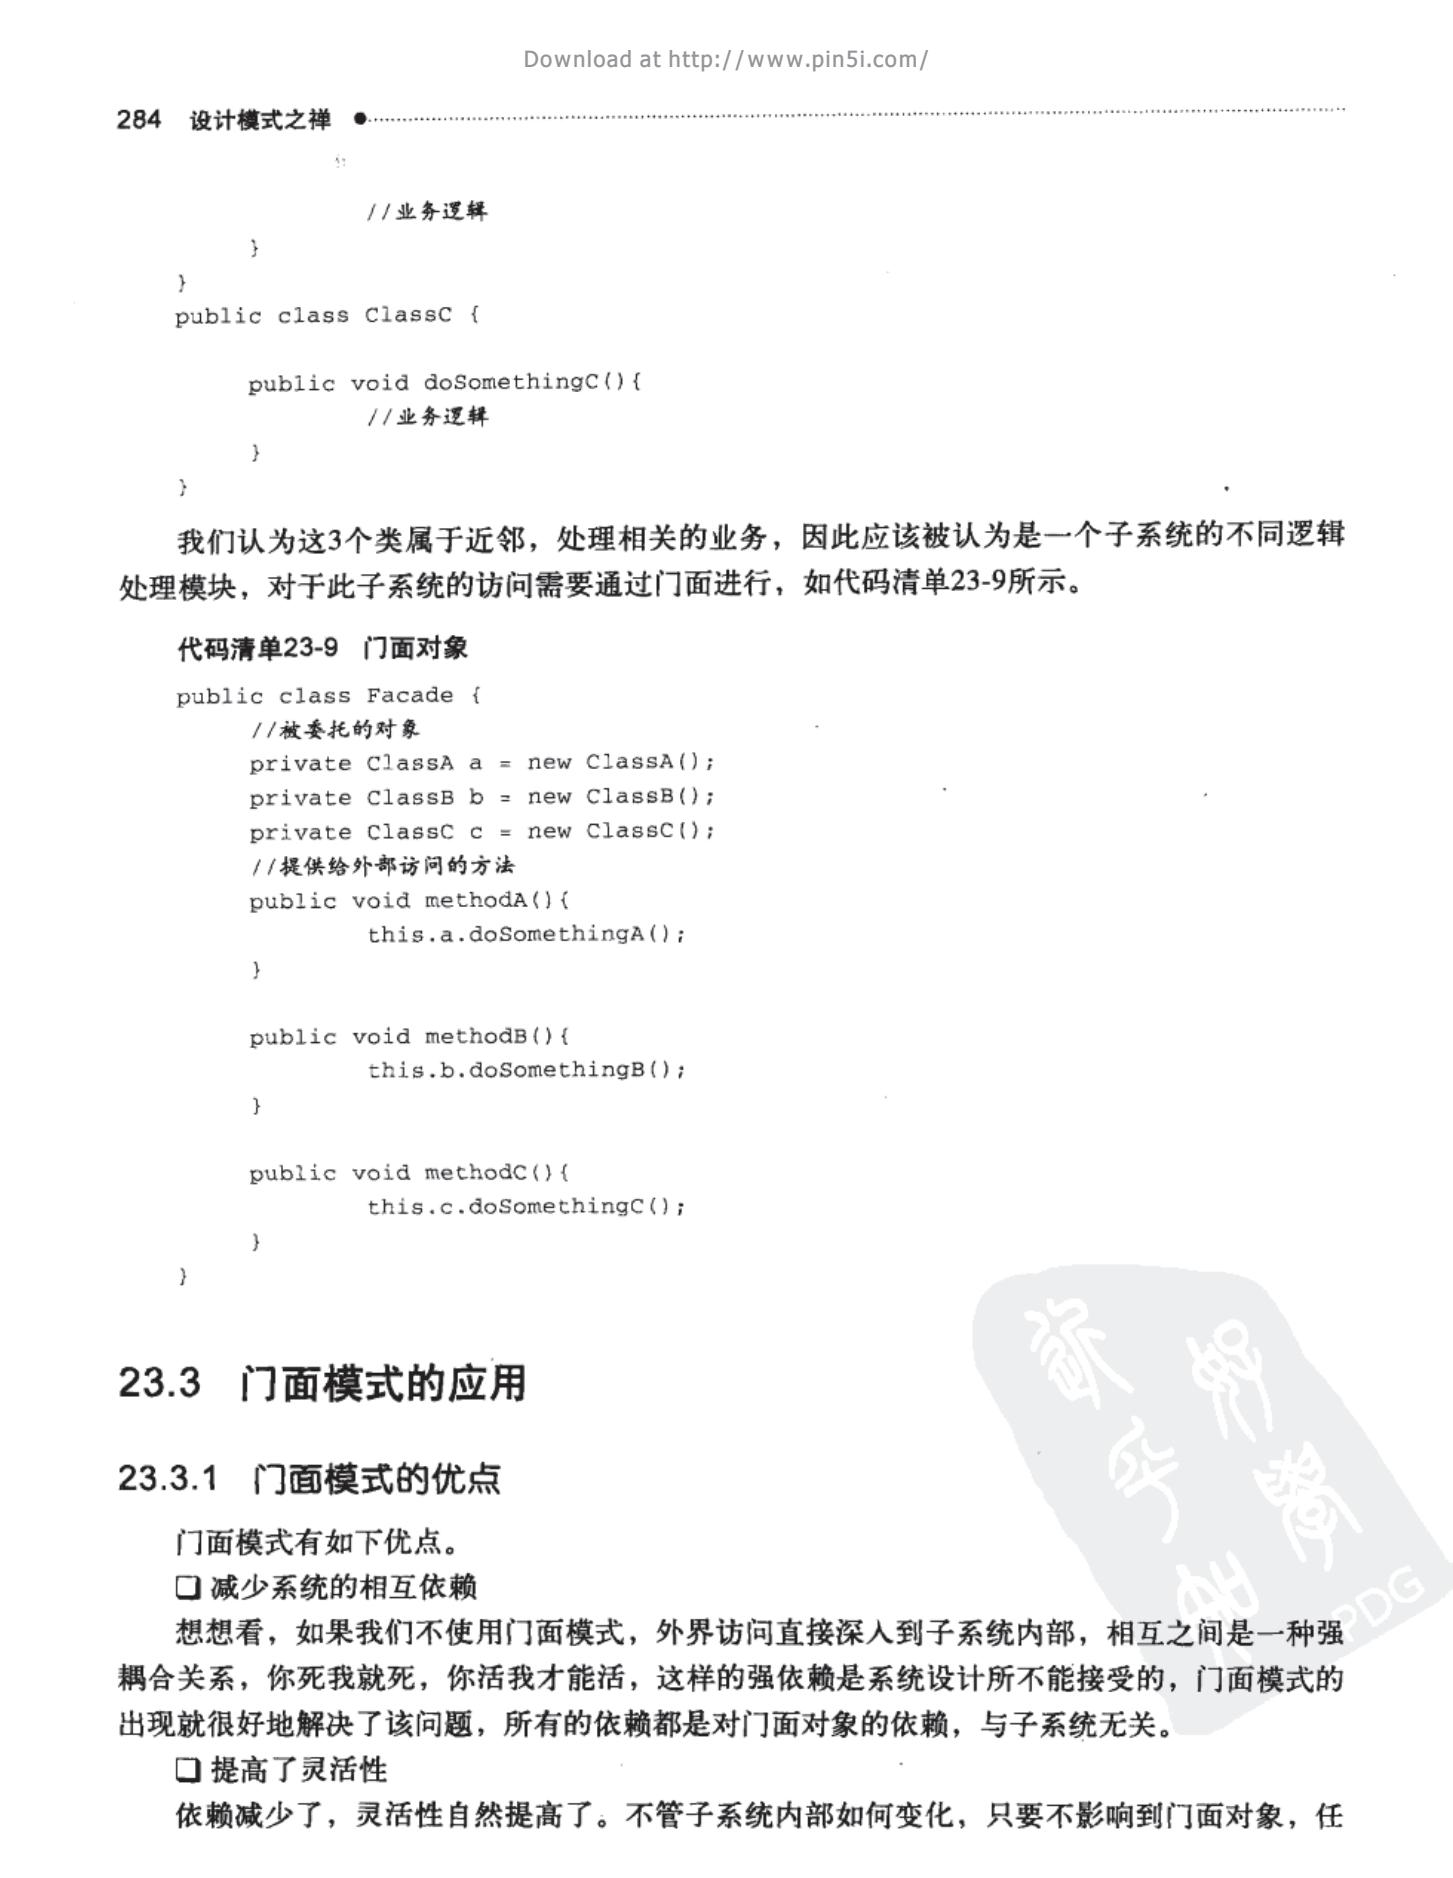 Download at http://www.pin5i.com/
284 设计模式之禅
//业务逻辑
}
}
public class ClassC {
public void doSomethingC(){
//业务逻辑
}
}
我们认为这3个类属于近邻，处理相关的业务，因此应该被认为是一个子系统的不同逻辑
处理模块，对于此子系统的访问需要通过门面进行，如代码清单23-9所示。
代码清单23-9 门面对象
public class Facade {
//被委托的对象
private ClassA a = new ClassA();
private ClassB b = new ClassB();
private ClassC c = new ClassC();
//提供给外部访问的方法
public void methodA(){
this.a.doSomethingA();
}
public void methodB(){
this.b.doSomethingB();
}
public void methodC(){
this.c.doSomethingC();
}
}
23.3 门面模式的应用
23.3.1 门面模式的优点
门面模式有如下优点。
❑ 减少系统的相互依赖
想想看，如果我们不使用门面模式，外界访问直接深入到子系统内部，相互之间是一种强
耦合关系，你死我就死，你活我才能活，这样的强依赖是系统设计所不能接受的，门面模式的
出现就很好地解决了该问题，所有的依赖都是对门面对象的依赖，与子系统无关。
❑ 提高了灵活性
依赖减少了，灵活性自然提高了。不管子系统内部如何变化，只要不影响到门面对象，任
PDG